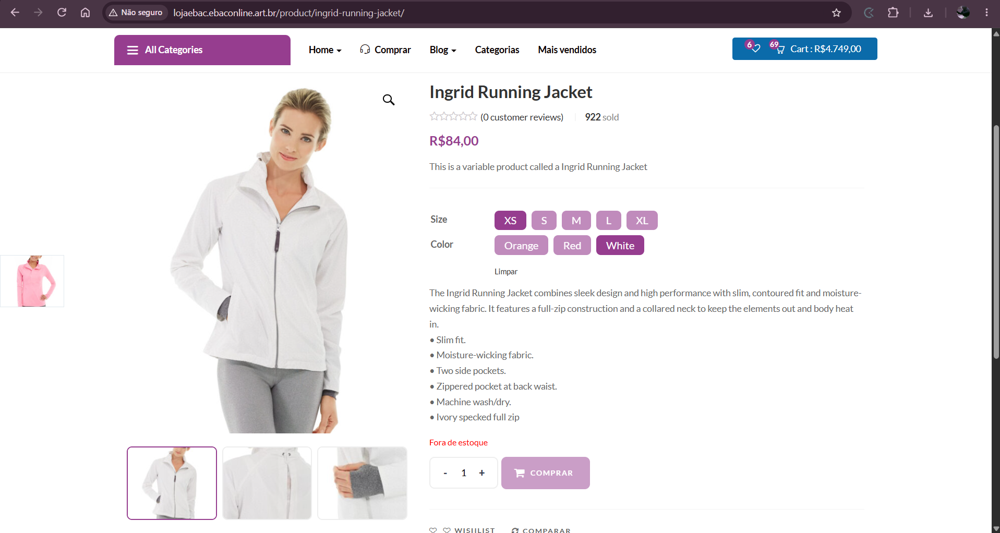 Não seguro
lojaebac.ebaconline.art.br/product/ingrid-running-jacket/
All Categories
Home
Comprar
Blog
Categorias
Mais vendidos
6
69
Cart : R$4.749,00
Ingrid Running Jacket
(0 customer reviews)
922 sold
R$84,00
This is a variable product called a Ingrid Running Jacket
Size
XS
S
M
L
XL
Color
Orange
Red
White
Limpar
The Ingrid Running Jacket combines sleek design and high performance with slim, contoured fit and moisture-
wicking fabric. It features a full-zip construction and a collared neck to keep the elements out and body heat
in.
• Slim fit.
• Moisture-wicking fabric.
• Two side pockets.
• Zippered pocket at back waist.
• Machine wash/dry.
• Ivory specked full zip
Fora de estoque
- 1 +
COMPRAR
WISHLIST
COMPARAR